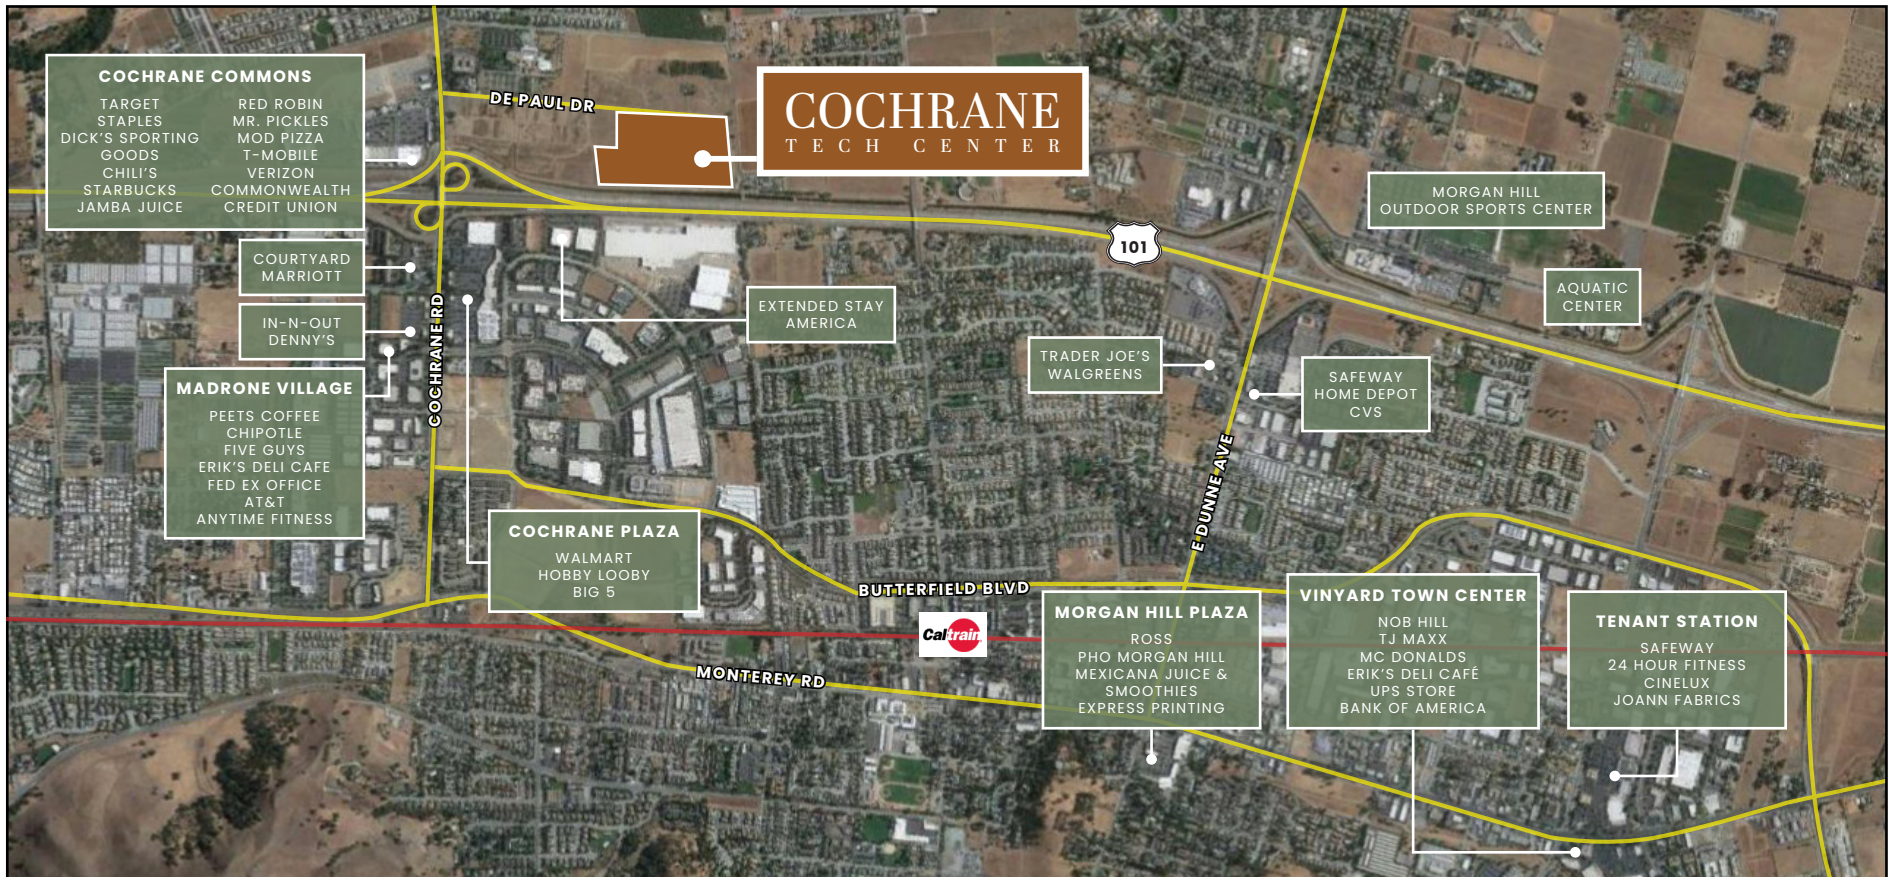 COCHRANE COMMONS
TARGET
STAPLES
DICK'S SPORTING
GOODS
CHILI'S
STARBUCKS
JAMBA JUICE
RED ROBIN
MR. PICKLES
MOD PIZZA
T-MOBILE
VERIZON
COMMONWEALTH
CREDIT UNION
DE PAUL DR
COCHRANE
TECH CENTER
MORGAN HILL
OUTDOOR SPORTS CENTER
101
COURTYARD
MARRIOTT
AQUATIC
CENTER
EXTENDED STAY
AMERICA
IN-N-OUT
DENNY'S
COCHRANE RD
TRADER JOE'S
WALGREENS
SAFEWAY
HOME DEPOT
CVS
MADRONE VILLAGE
PEETS COFFEE
CHIPOTLE
FIVE GUYS
ERIK'S DELI CAFE
FED EX OFFICE
AT&T
ANYTIME FITNESS
E DUNNE AVE
COCHRANE PLAZA
WALMART
HOBBY LOOBY
BIG 5
BUTTERFIELD BLVD
Caltrain
MONTEREY RD
MORGAN HILL PLAZA
ROSS
PHO MORGAN HILL
MEXICANA JUICE &
SMOOTHIES
EXPRESS PRINTING
VINYARD TOWN CENTER
NOB HILL
TJ MAXX
MC DONALDS
ERIK'S DELI CAFÉ
UPS STORE
BANK OF AMERICA
TENANT STATION
SAFEWAY
24 HOUR FITNESS
CINELUX
JOANN FABRICS